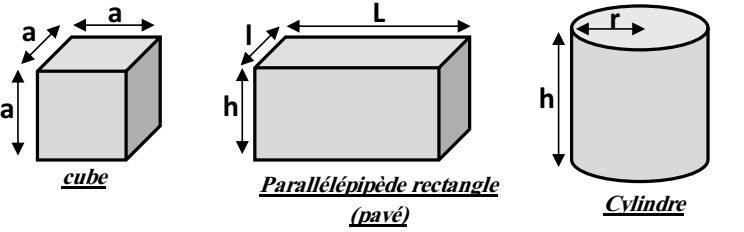 a
a
a
cube
l
L
h
Parallélépipède rectangle
(pavé)
r
h
Cylindre